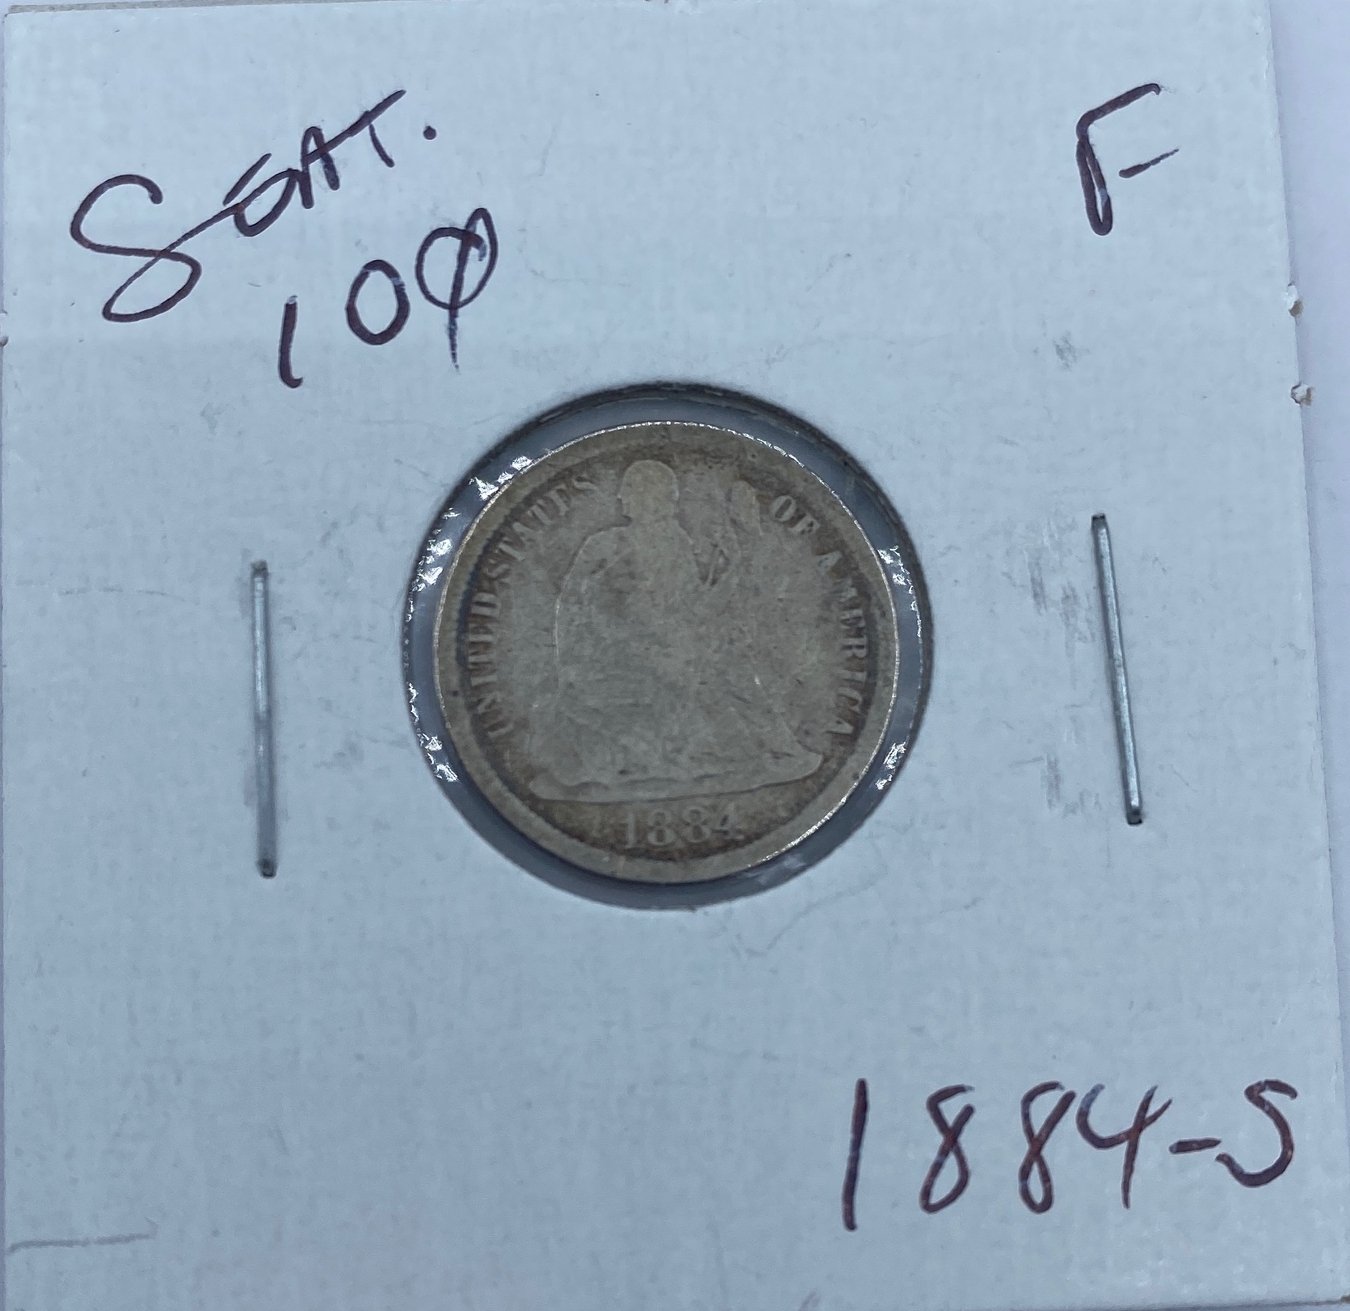 SEAT.
10¢
F
UNITED STATES OF AMERICA
1884
1884-S